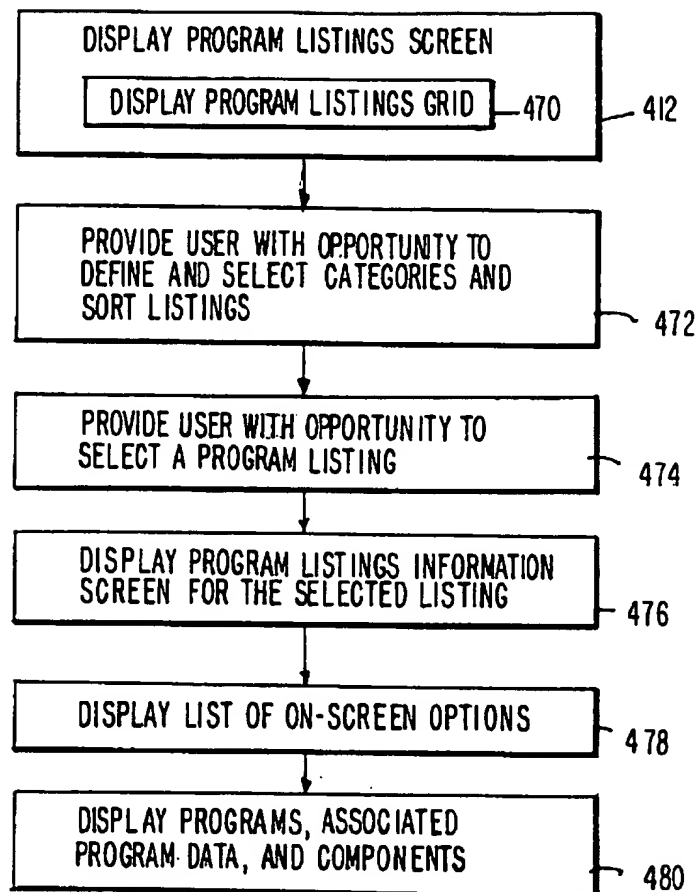 DISPLAY PROGRAM LISTINGS SCREEN
DISPLAY PROGRAM LISTINGS GRID
470
412
PROVIDE USER WITH OPPORTUNITY TO
DEFINE AND SELECT CATEGORIES AND
SORT LISTINGS
472
PROVIDE USER WITH OPPORTUNITY TO
SELECT A PROGRAM LISTING
474
DISPLAY PROGRAM LISTINGS INFORMATION
SCREEN FOR THE SELECTED LISTING
476
DISPLAY LIST OF ON-SCREEN OPTIONS
478
DISPLAY PROGRAMS, ASSOCIATED
PROGRAM DATA, AND COMPONENTS
480